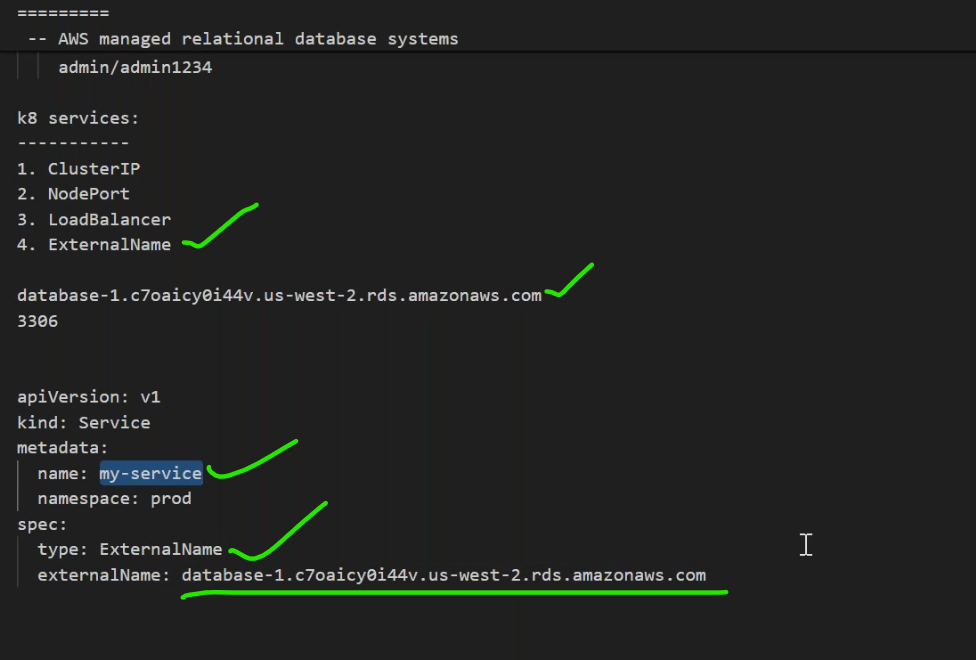 =========
-- AWS managed relational database systems
admin/admin1234
k8 services:
-----------
1. ClusterIP
2. NodePort
3. LoadBalancer
4. ExternalName
database-1.c7oaicy0i44v.us-west-2.rds.amazonaws.com
3306
apiVersion: v1
kind: Service
metadata:
name: my-service
namespace: prod
spec:
type: ExternalName
externalName: database-1.c7oaicy0i44v.us-west-2.rds.amazonaws.com